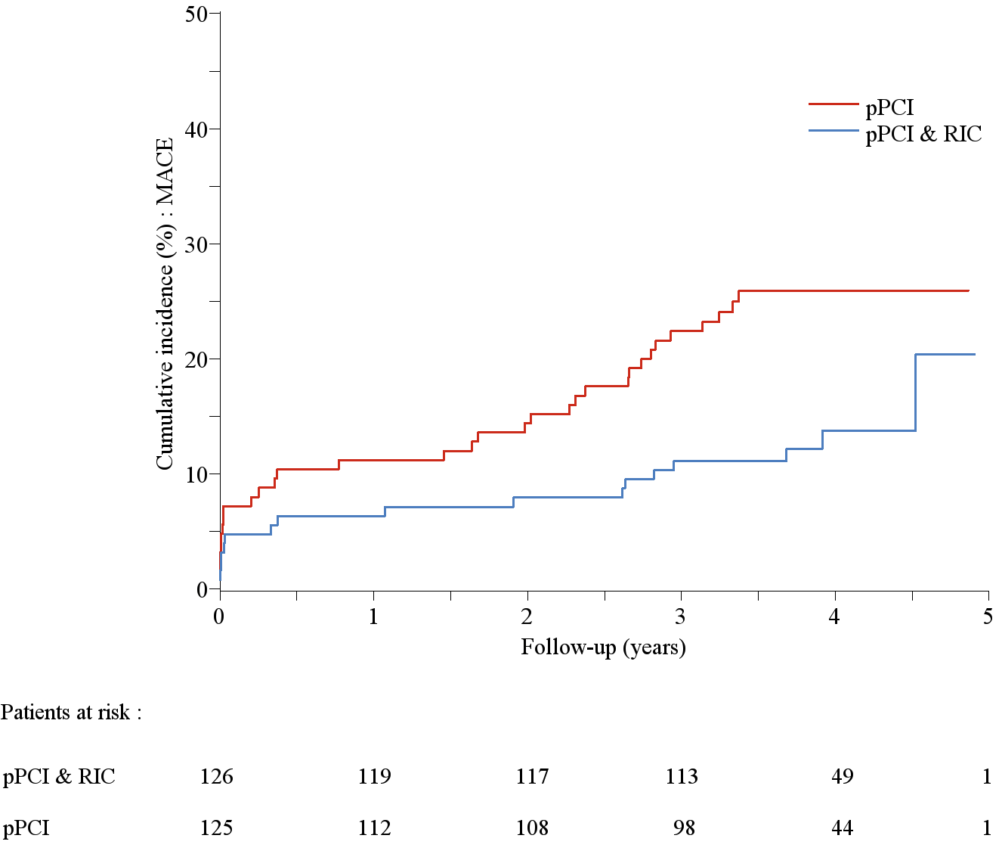 50
40
30
20
10
0
Cumulative incidence (%) : MACE
pPCI
pPCI & RIC
0 1 2 3 4 5
Follow-up (years)
Patients at risk :
pPCI & RIC 126 119 117 113 49 1
pPCI 125 112 108 98 44 1